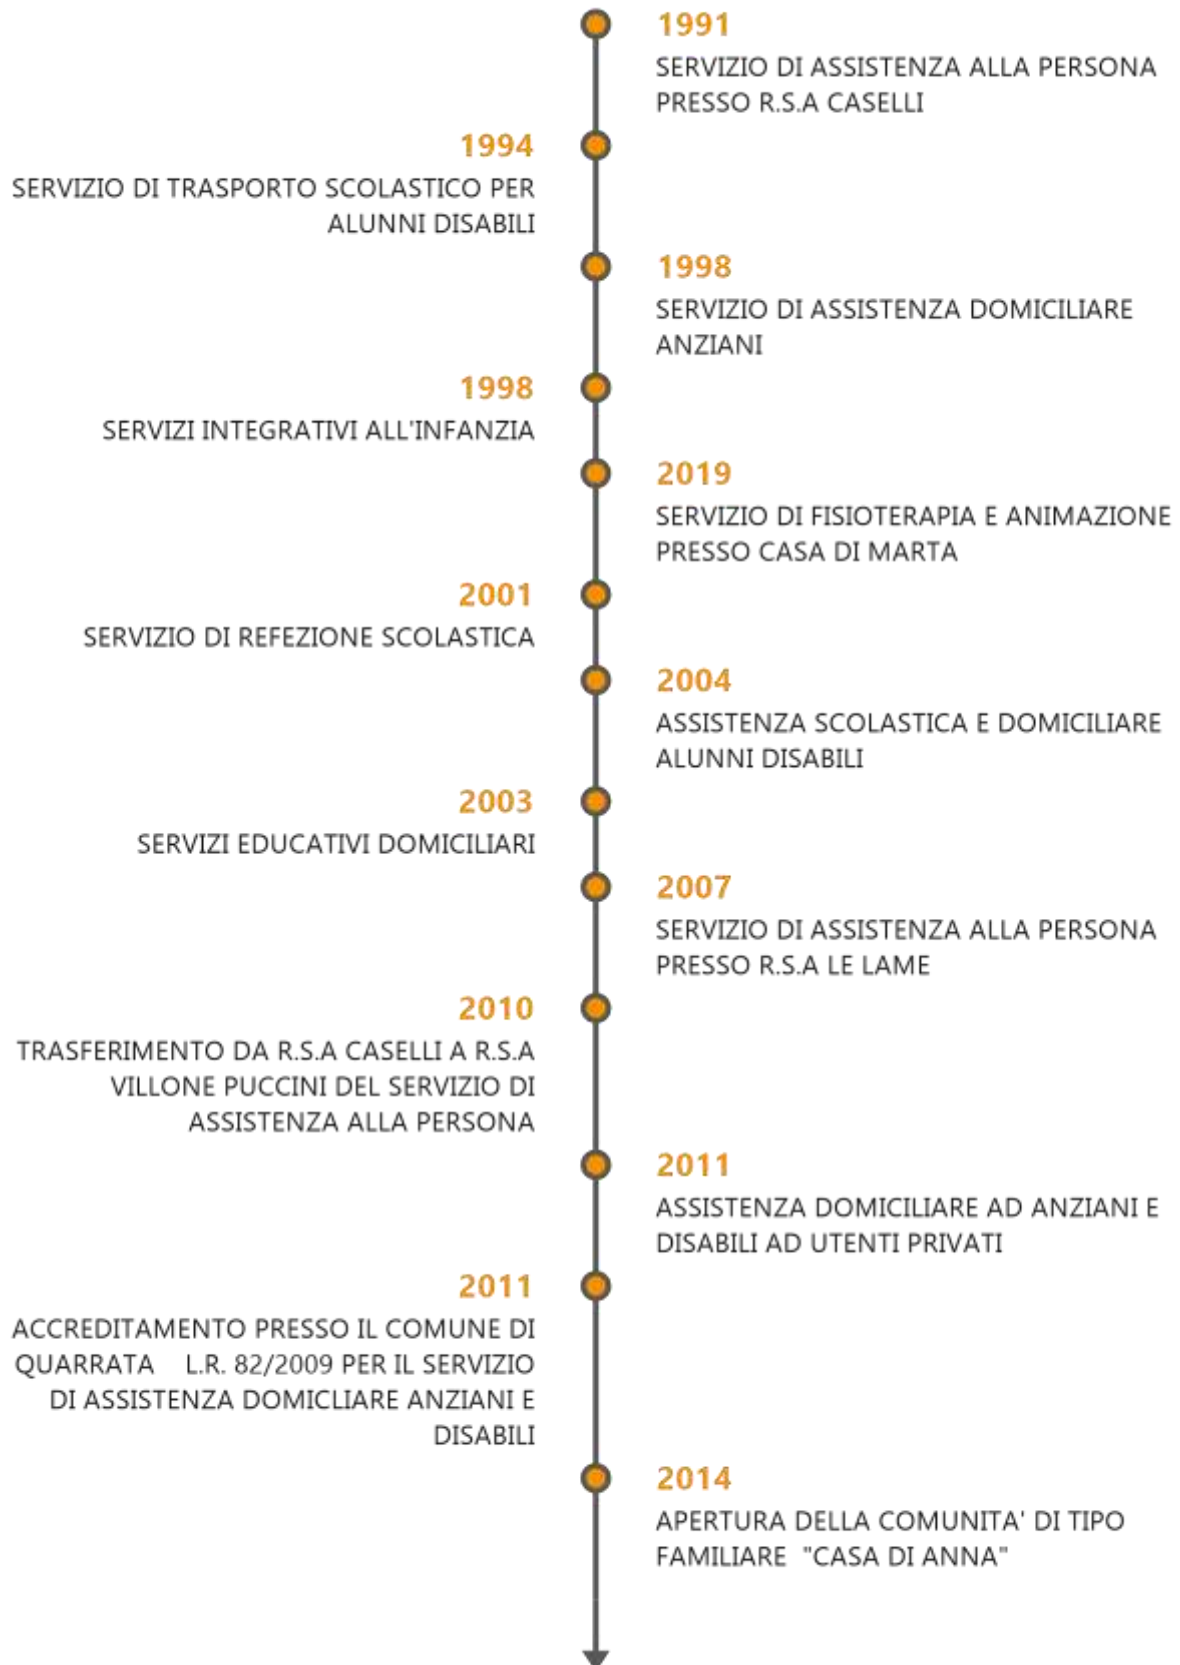 1991
SERVIZIO DI ASSISTENZA ALLA PERSONA
PRESSO R.S.A CASELLI
1994
SERVIZIO DI TRASPORTO SCOLASTICO PER
ALUNNI DISABILI
1998
SERVIZIO DI ASSISTENZA DOMICILIARE
ANZIANI
1998
SERVIZI INTEGRATIVI ALL'INFANZIA
2019
SERVIZIO DI FISIOTERAPIA E ANIMAZIONE
PRESSO CASA DI MARTA
2001
SERVIZIO DI REFEZIONE SCOLASTICA
2004
ASSISTENZA SCOLASTICA E DOMICILIARE
ALUNNI DISABILI
2003
SERVIZI EDUCATIVI DOMICILIARI
2007
SERVIZIO DI ASSISTENZA ALLA PERSONA
PRESSO R.S.A LE LAME
2010
TRASFERIMENTO DA R.S.A CASELLI A R.S.A
VILLONE PUCCINI DEL SERVIZIO DI
ASSISTENZA ALLA PERSONA
2011
ASSISTENZA DOMICILIARE AD ANZIANI E
DISABILI AD UTENTI PRIVATI
2011
ACCREDITAMENTO PRESSO IL COMUNE DI
QUARRATA L.R. 82/2009 PER IL SERVIZIO
DI ASSISTENZA DOMICLIARE ANZIANI E
DISABILI
2014
APERTURA DELLA COMUNITA' DI TIPO
FAMILIARE "CASA DI ANNA"